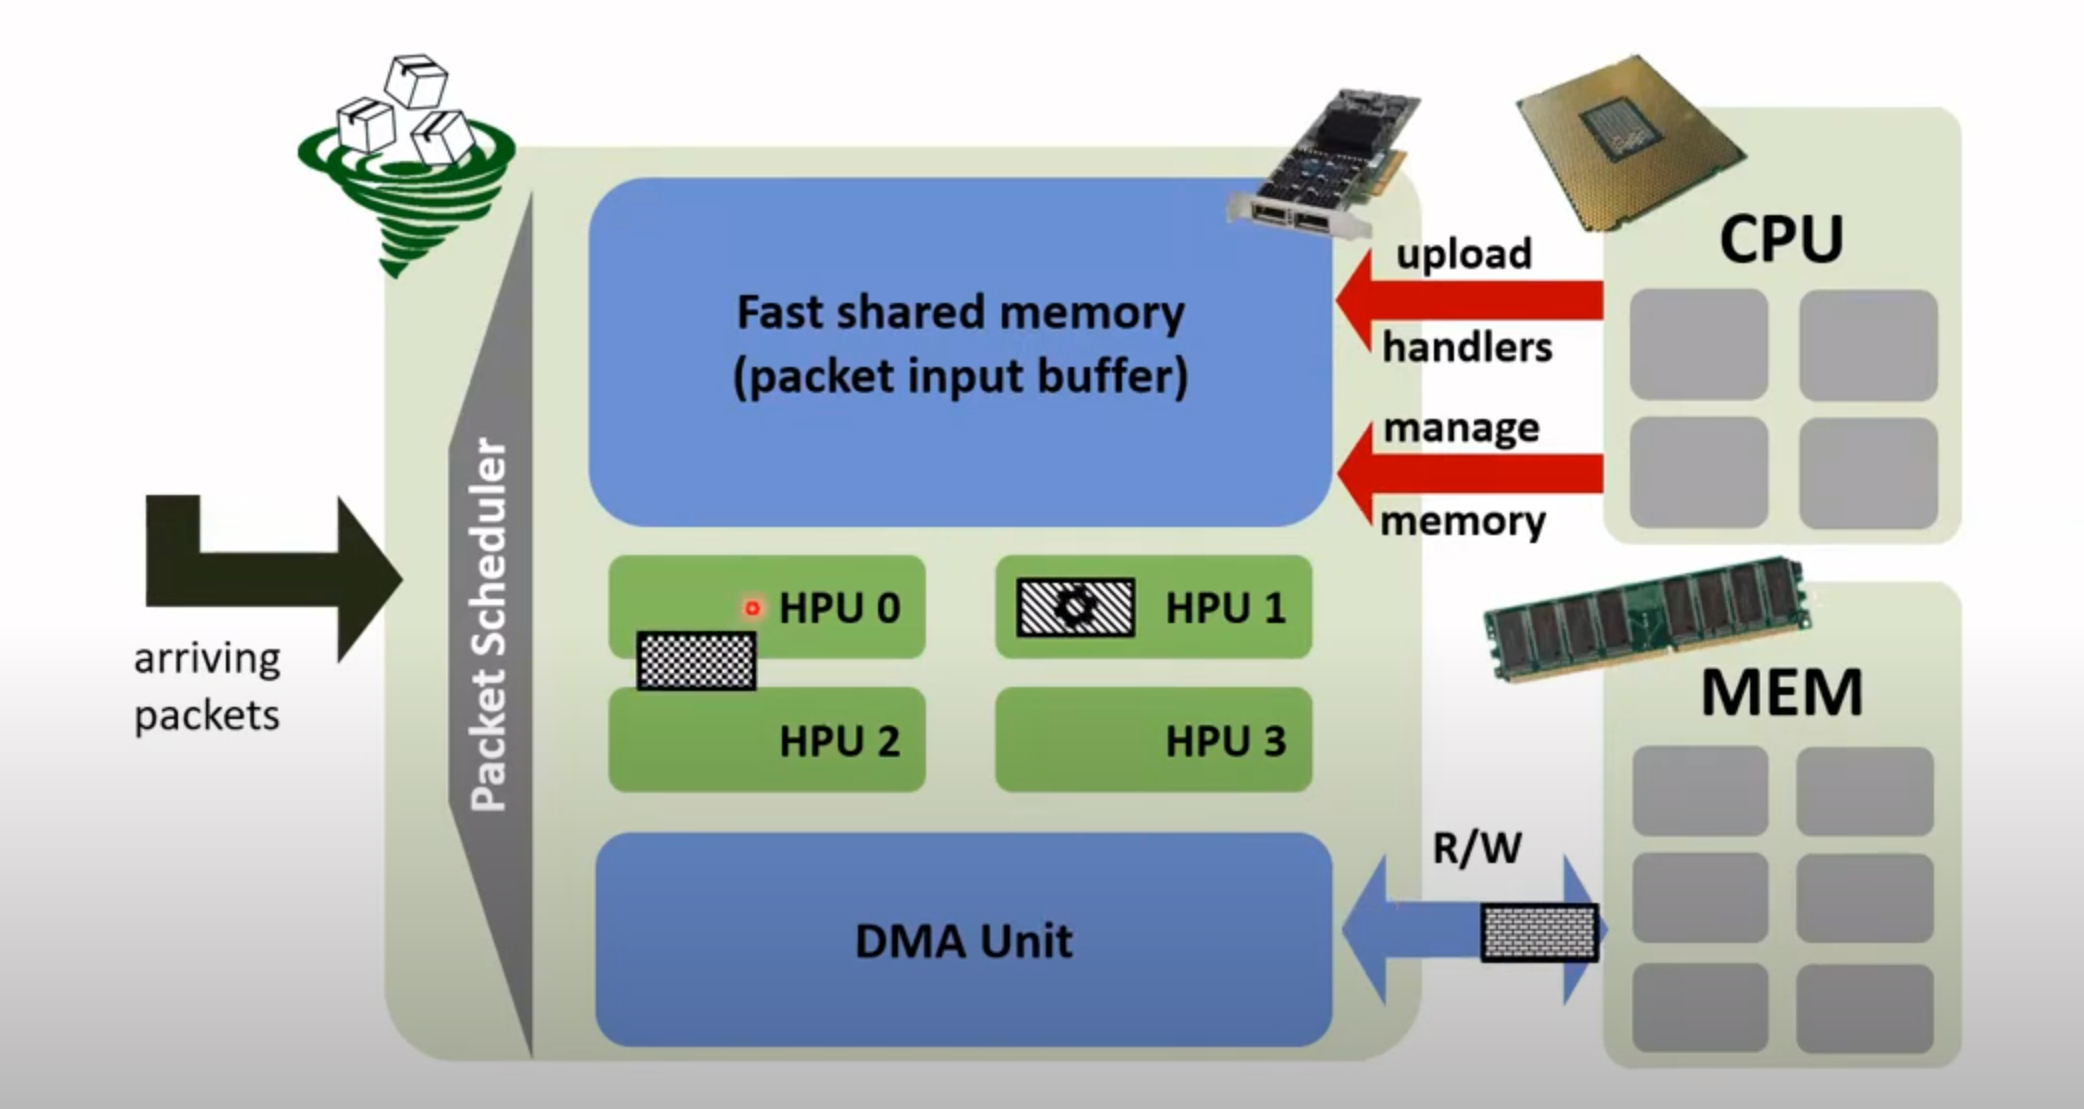 arriving
packets
Packet Scheduler
Fast shared memory
(packet input buffer)
HPU 0
HPU 1
HPU 2
HPU 3
DMA Unit
upload
handlers
manage
memory
R/W
CPU
MEM